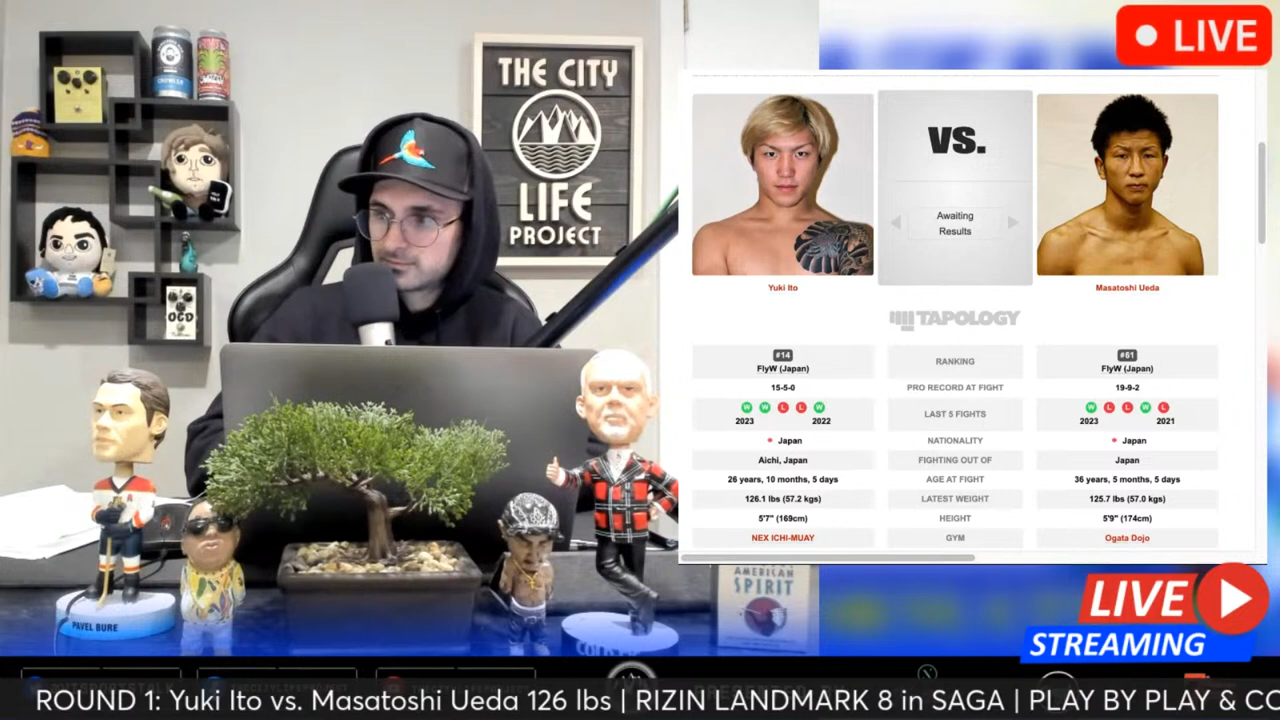 LIVE
THE CITY
LIFE
PROJECT
OCD
PAVEL BURE
AMERICAN
SPIRIT
VS.
Awaiting
Results
Yuki Ito
Masatoshi Ueda
TAPOLOGY
#14
FlyW (Japan)
RANKING
#61
FlyW (Japan)
15-5-0
PRO RECORD AT FIGHT
19-9-2
W W L L W
2023 2022
LAST 5 FIGHTS
W L L W L
2023 2021
Japan
NATIONALITY
Japan
Aichi, Japan
FIGHTING OUT OF
Japan
26 years, 10 months, 5 days
AGE AT FIGHT
36 years, 5 months, 5 days
126.1 lbs (57.2 kgs)
LATEST WEIGHT
125.7 lbs (57.0 kgs)
5'7" (169cm)
HEIGHT
5'9" (174cm)
NEX ICHI-MUAY
GYM
Ogata Dojo
LIVE
STREAMING
ROUND 1: Yuki Ito vs. Masatoshi Ueda 126 lbs | RIZIN LANDMARK 8 in SAGA | PLAY BY PLAY & CO